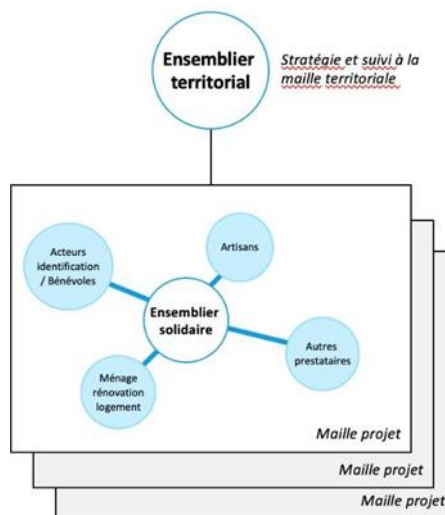 Ensemblier
territorial
Stratégie et suivi à la
maille territoriale
Acteurs
identification
/ Bénévoles
Artisans
Ensemblier
solidaire
Ménage
rénovation
logement
Autres
prestataires
Maille projet
Maille projet
Maille projet